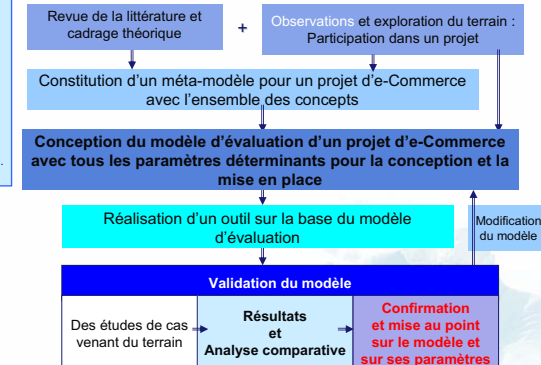 Revue de la littérature et
cadrage théorique
+
Observations et exploration du terrain :
Participation dans un projet
Constitution d'un méta-modèle pour un projet d'e-Commerce
avec l'ensemble des concepts
Conception du modèle d'évaluation d'un projet d'e-Commerce
avec tous les paramètres déterminants pour la conception et la
mise en place
Réalisation d'un outil sur la base du modèle
d'évaluation
Modification
du modèle
Validation du modèle
Des études de cas
venant du terrain
Résultats
et
Analyse comparative
Confirmation
et mise au point
sur le modèle et
sur ses paramètres